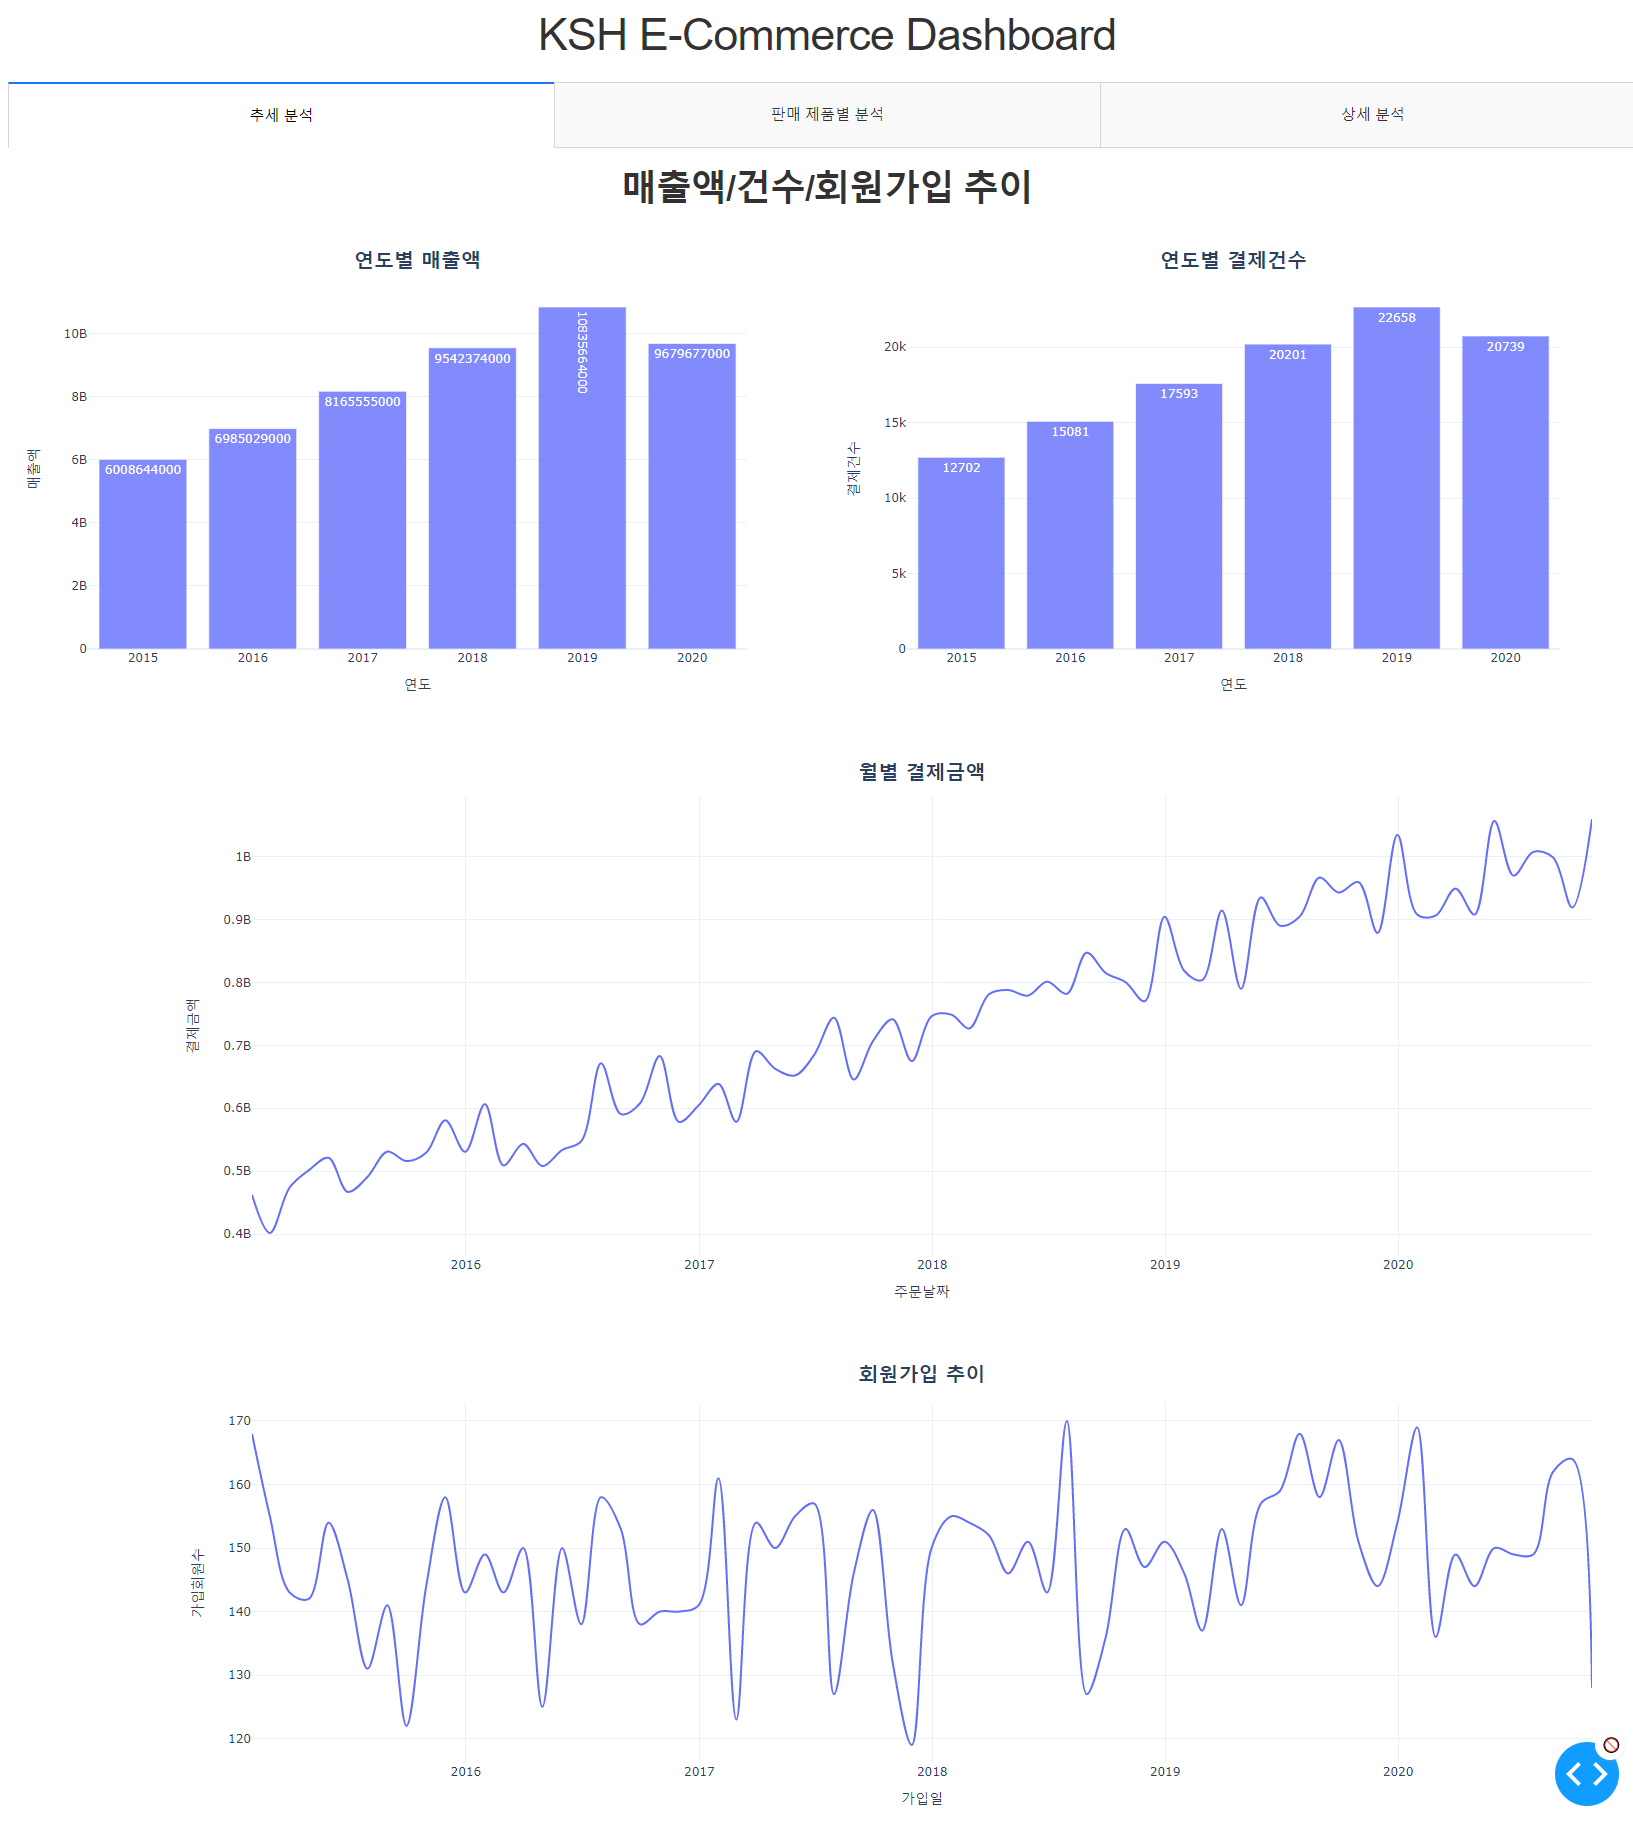 KSH E-Commerce Dashboard
추세 분석
판매 제품별 분석
상세 분석
매출액/건수/회원가입 추이
연도별 매출액
매출액
10B
8B
6B
4B
2B
0
6008644000
6985029000
8165555000
9542374000
10835664000
9679677000
2015
2016
2017
2018
2019
2020
연도
연도별 결제건수
결제건수
20k
15k
10k
5k
0
12702
15081
17593
20201
22658
20739
2015
2016
2017
2018
2019
2020
연도
월별 결제금액
결제금액
1B
0.9B
0.8B
0.7B
0.6B
0.5B
0.4B
2016
2017
2018
2019
2020
주문날짜
회원가입 추이
가입회원수
170
160
150
140
130
120
2016
2017
2018
2019
2020
가입일